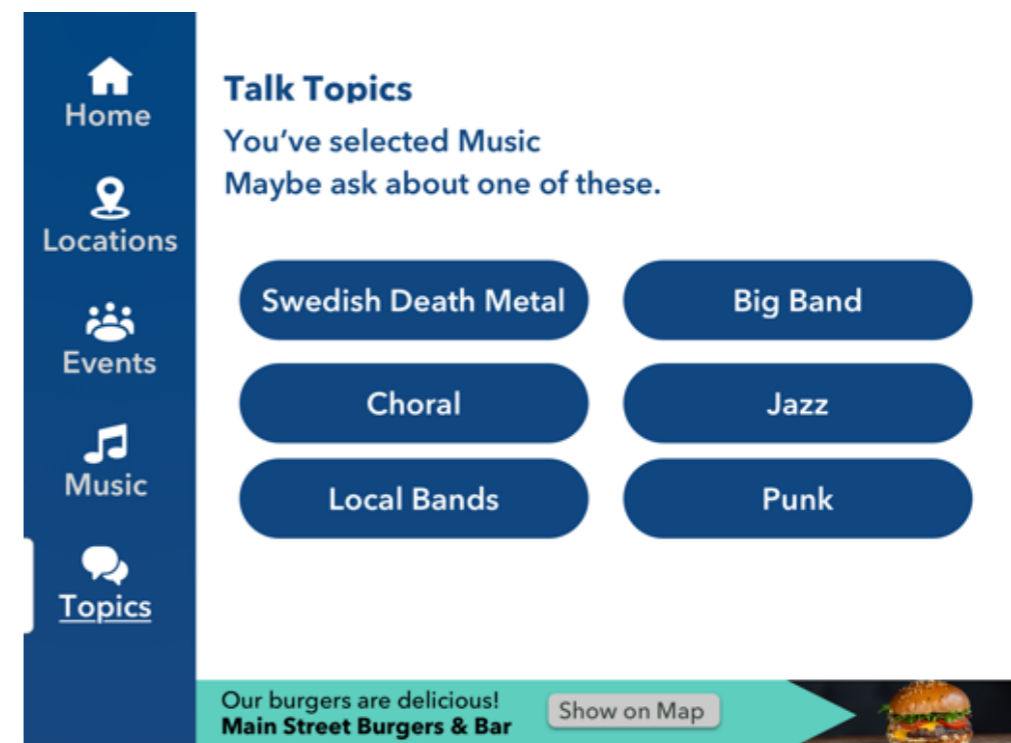 Home
Locations
Events
Music
Topics
Talk Topics
You’ve selected Music
Maybe ask about one of these.
Swedish Death Metal
Big Band
Choral
Jazz
Local Bands
Punk
Our burgers are delicious!
Main Street Burgers & Bar
Show on Map